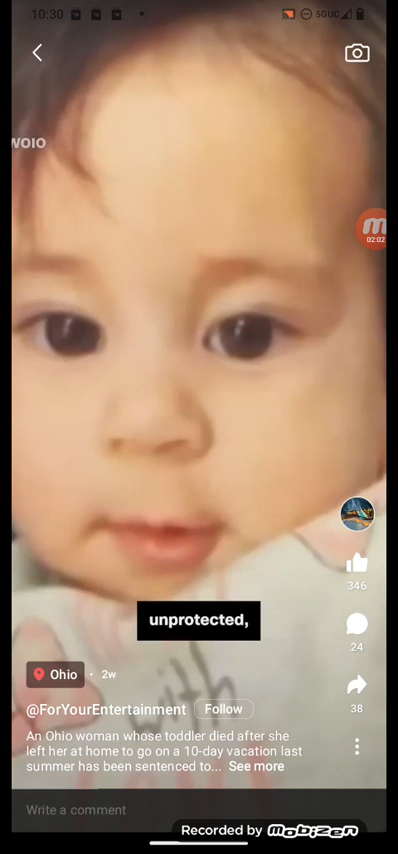 10:30
5GUC
WOIO
02:02
346
unprotected,
24
Ohio · 2w
38
with
@ForYourEntertainment Follow
An Ohio woman whose toddler died after she
left her at home to go on a 10-day vacation last
summer has been sentenced to... See more
Write a comment
Recorded by mobizen